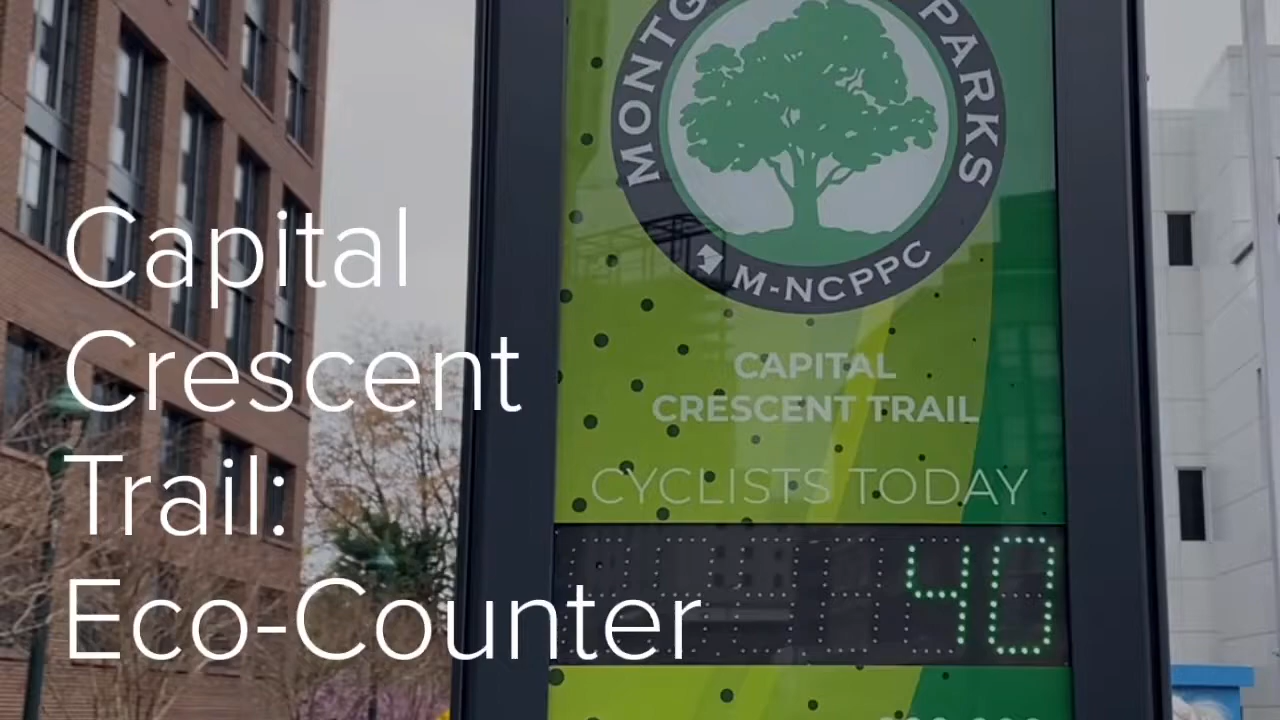 Capital
Crescent
Trail:
Eco-Counter
PARKS
M-NCPPC
CAPITAL
CRESCENT TRAIL
CYCLISTS TODAY
40